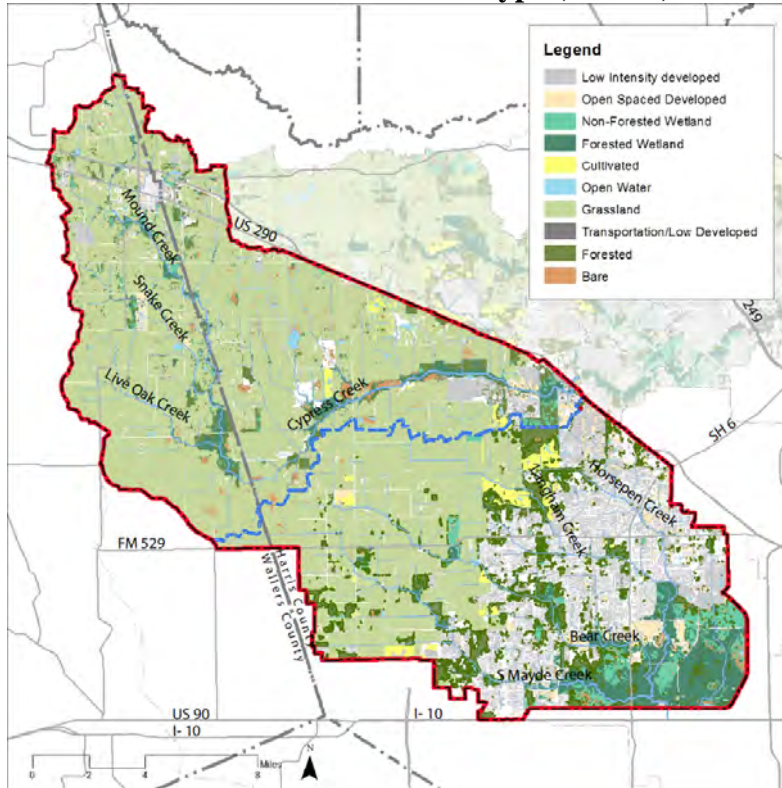 Legend
Low Intensity developed
Open Spaced Developed
Non-Forested Wetland
Forested Wetland
Cultivated
Open Water
Grassland
Transportation/Low Developed
Forested
Bare
Mound Creek
US 290
Snake Creek
249
Live Oak Creek
Cypress Creek
SH 6
Langham Creek
Horsepen Creek
FM 529
Harris County
Wallers County
Bear Creek
S Mayde Creek
US 90
I- 10
I- 10
N
0 2 4 8
Miles